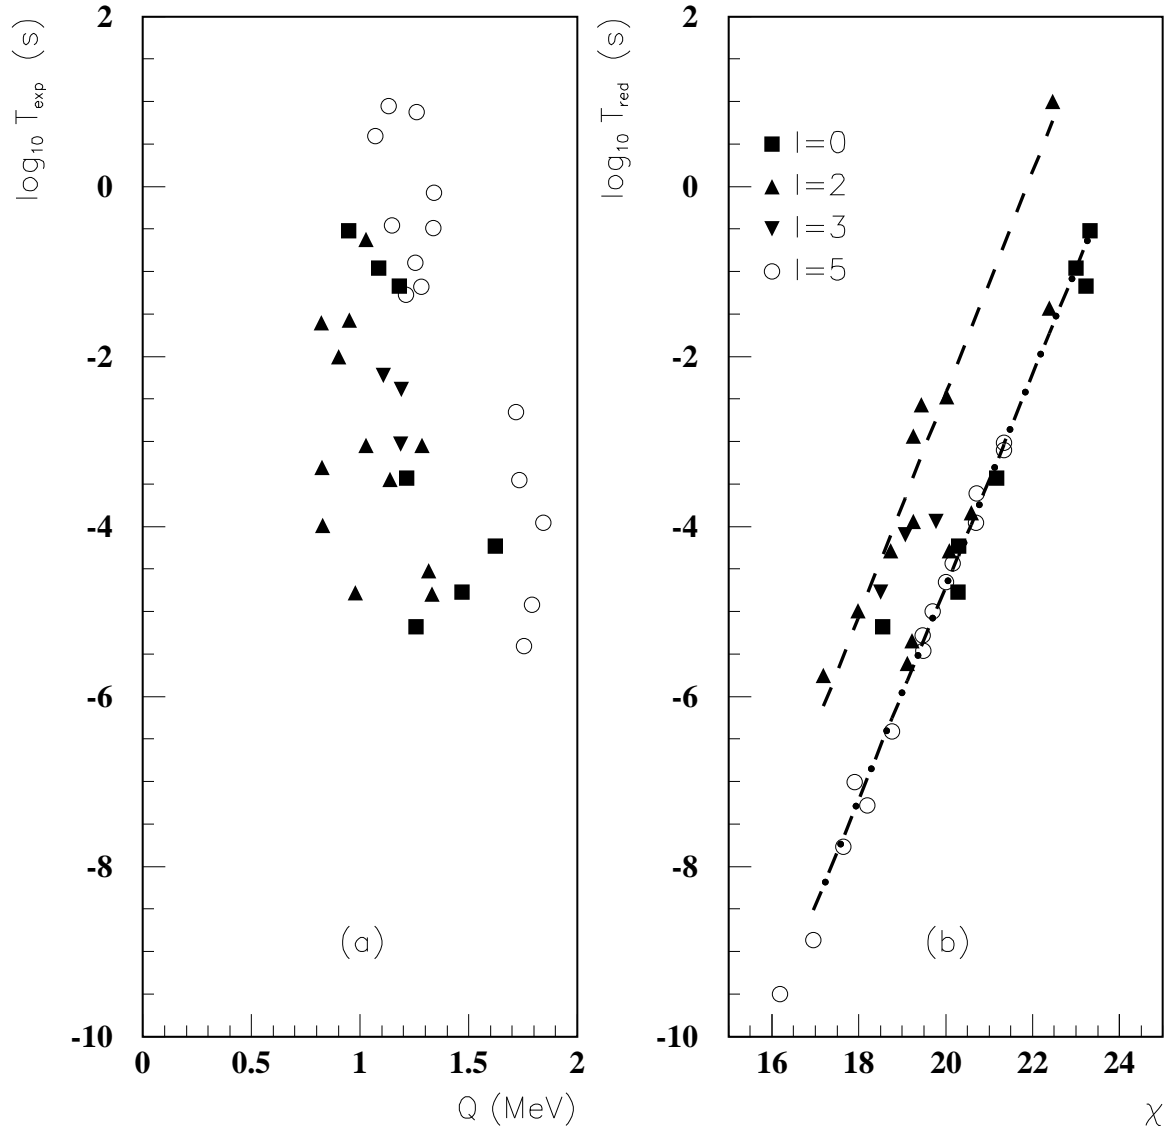 log10 Texp (s)
2
0
-2
-4
-6
-8
-10
0 0.5 1 1.5 2
Q (MeV)
(a)
log10 Tred (s)
2
0
-2
-4
-6
-8
-10
16 18 20 22 24
χ
l=0
l=2
l=3
l=5
(b)